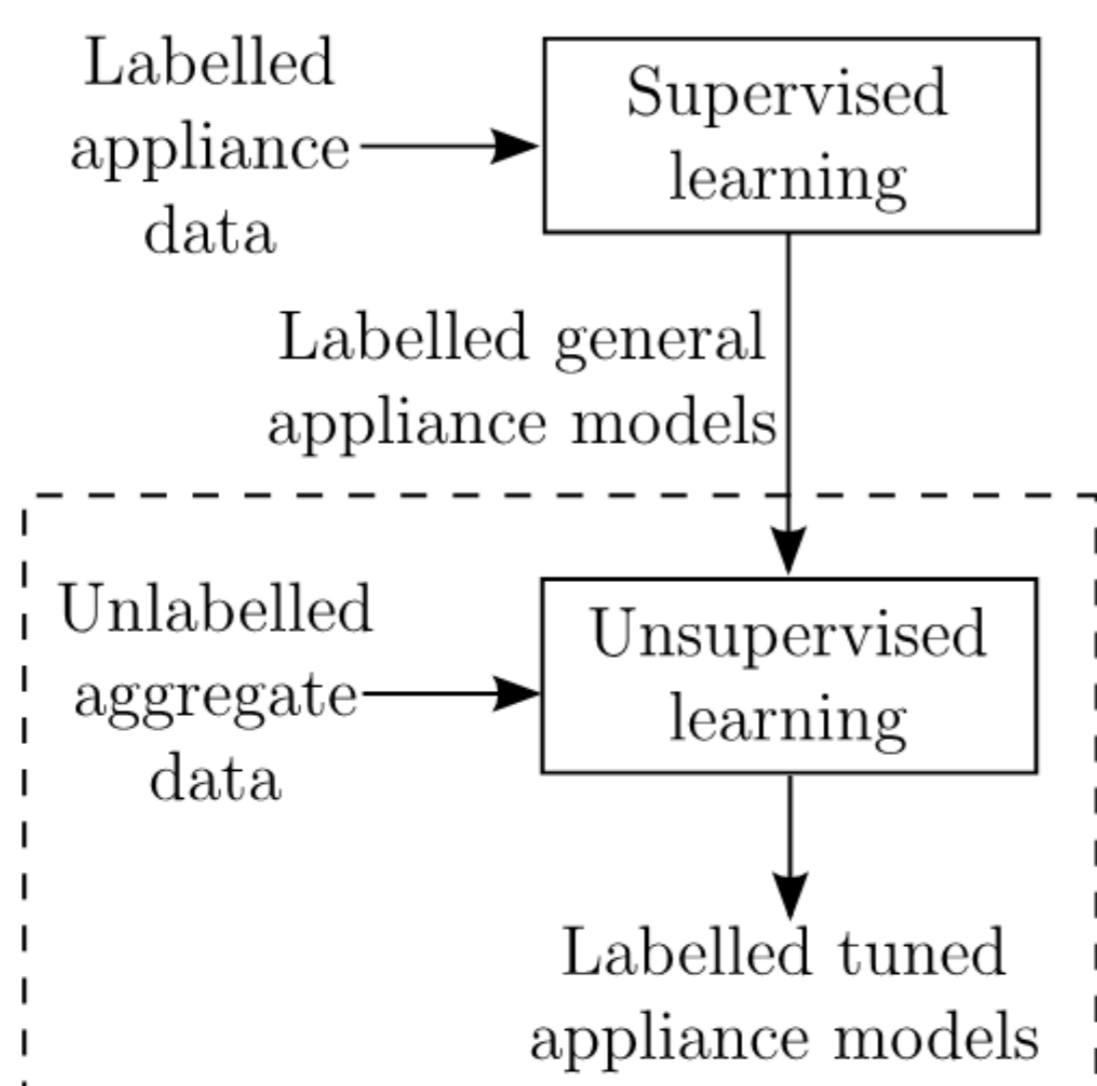 Labelled
appliance
data
Supervised
learning
Labelled general
appliance models
Unlabelled
aggregate
data
Unsupervised
learning
Labelled tuned
appliance models